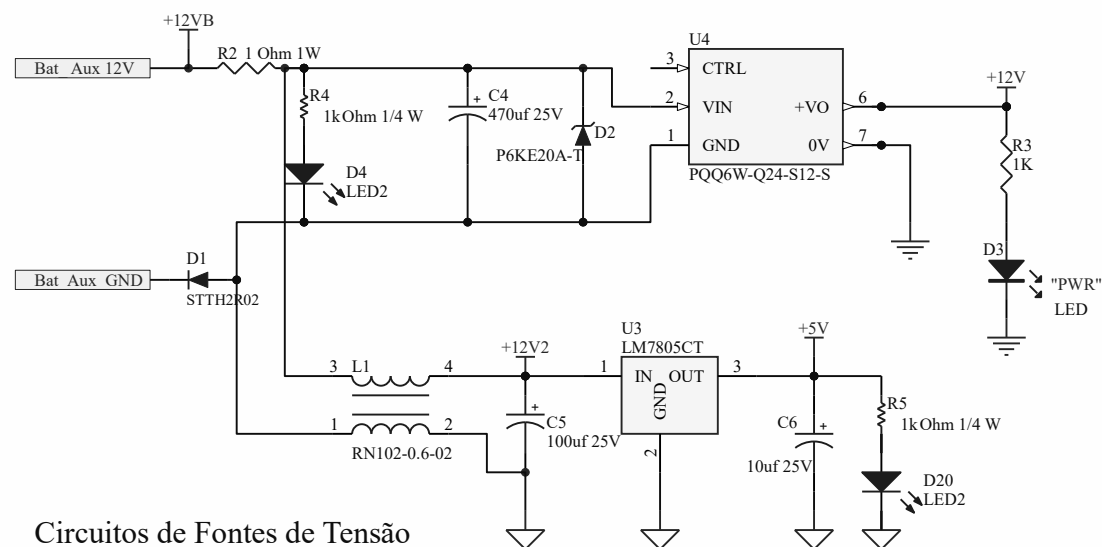 +12VB
Bat Aux 12V
R2 1 Ohm 1W
R4
1k Ohm 1/4 W
D4
LED2
C4
470uf 25V
D2
P6KE20A-T
U4
3
CTRL
2
VIN
1
GND
+VO
6
0V
7
PQQ6W-Q24-S12-S
+12V
R3
1K
D3
"PWR"
LED
Bat Aux GND
D1
STTH2R02
3
L1
4
1
2
RN102-0.6-02
+12V2
C5
100uf 25V
U3
LM7805CT
1
IN OUT
3
GND
2
+5V
C6
10uf 25V
R5
1k Ohm 1/4 W
D20
LED2
Circuitos de Fontes de Tensão